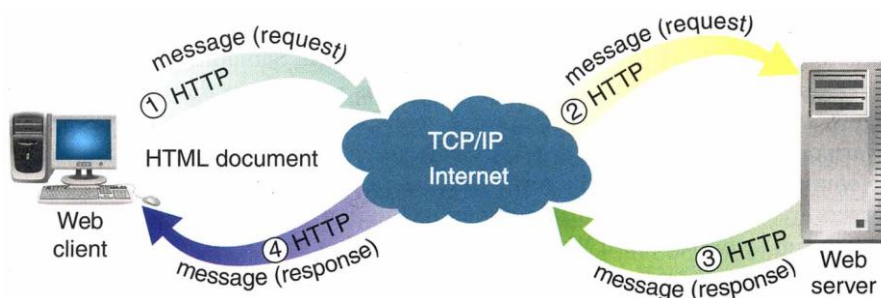 message (request)
① HTTP
message (request)
② HTTP
TCP/IP
Internet
HTML document
Web
client
④ HTTP
message (response)
③ HTTP
message (response)
Web
server